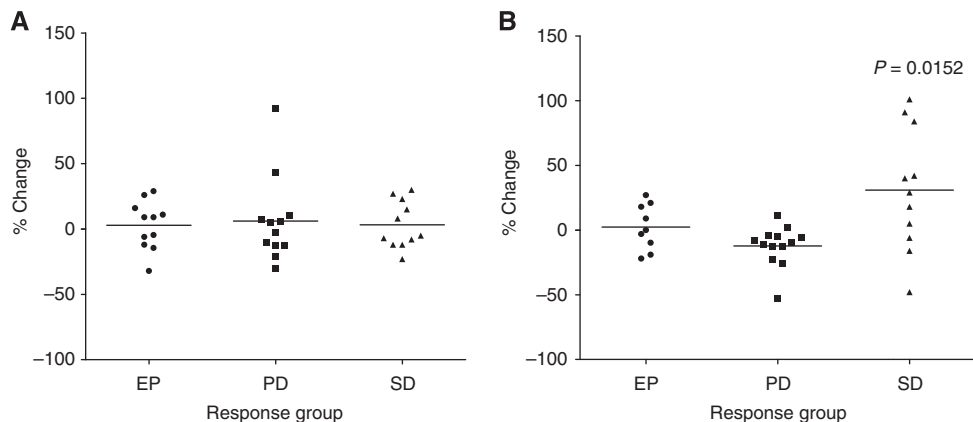 A
150
100
50
0
–50
–100
% Change
EP PD SD
Response group
B
P = 0.0152
150
100
50
0
–50
–100
% Change
EP PD SD
Response group